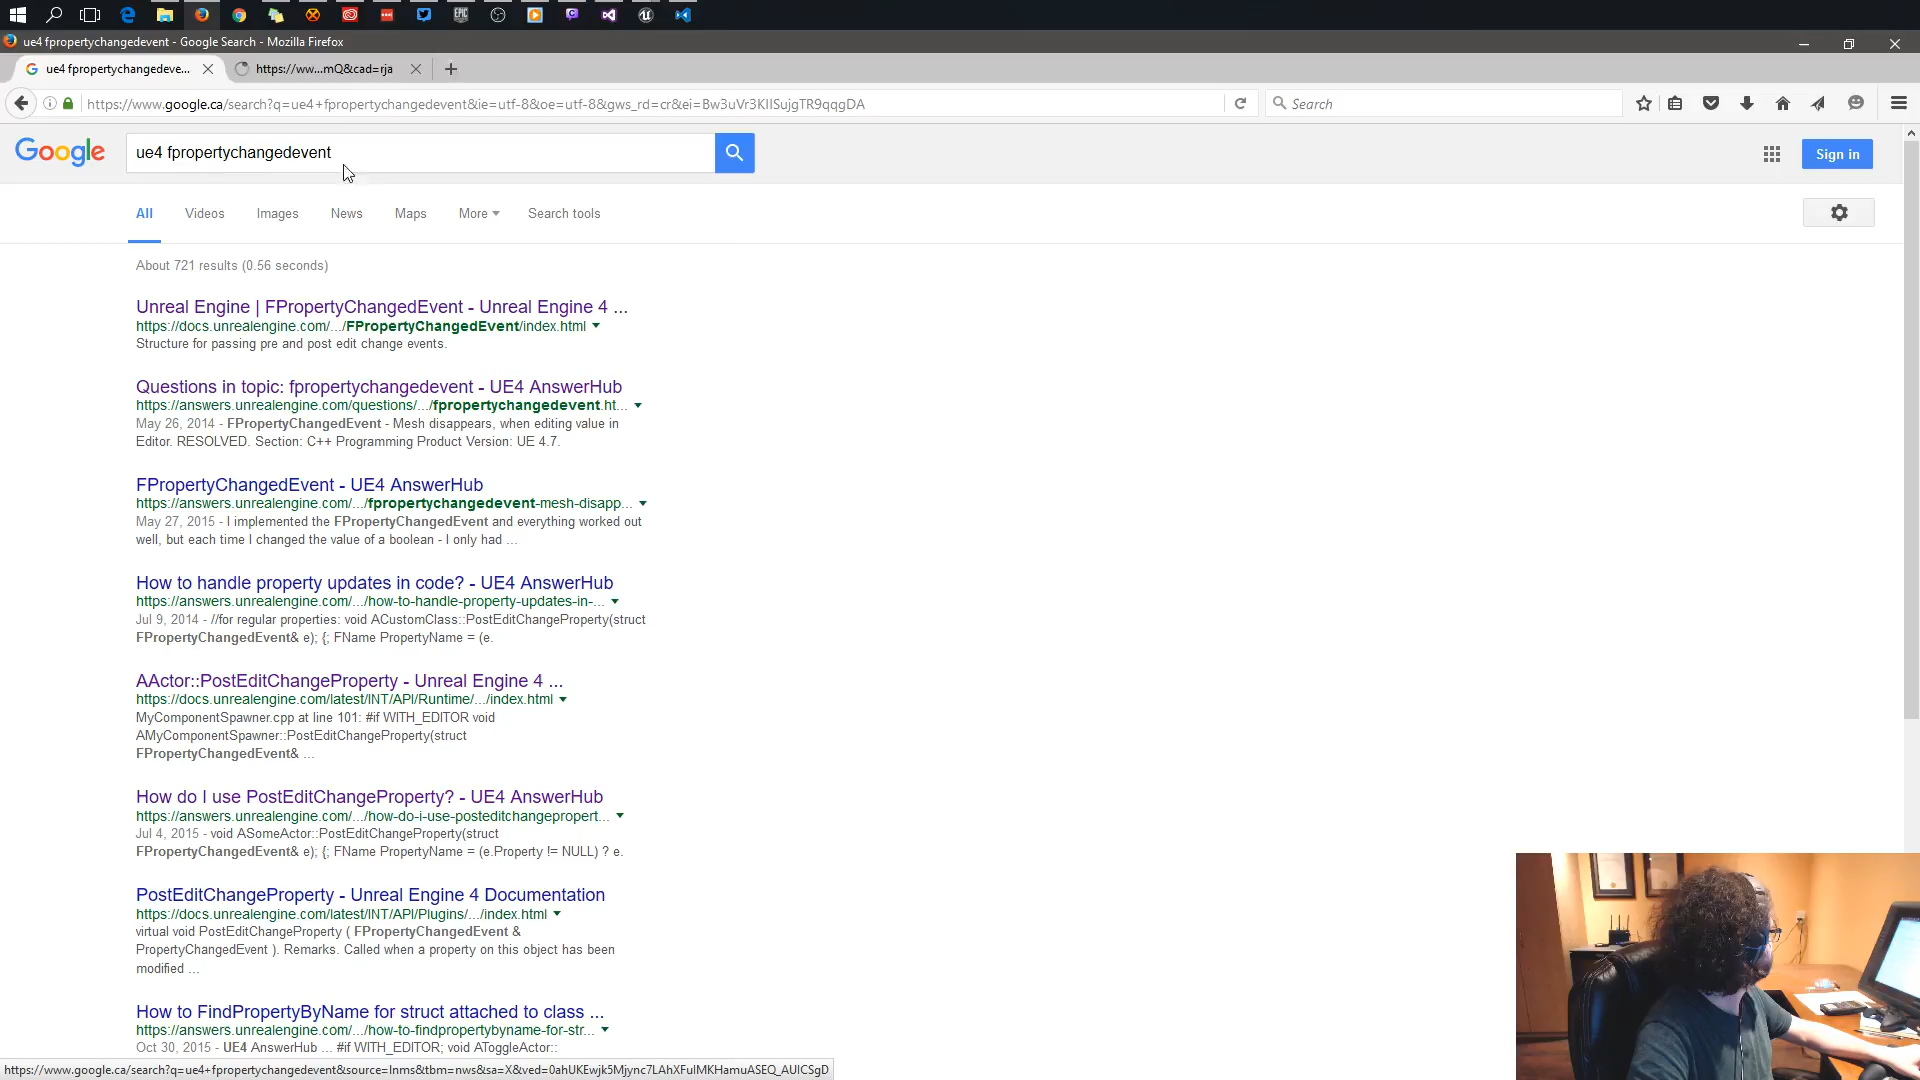 ue4 fpropertychangedevent - Google Search - Mozilla Firefox
ue4 fpropertychangedeve...
https://ww...mQ&cad=rja
https://www.google.ca/search?q=ue4+fpropertychangedevent&ie=utf-8&oe=utf-8&gws_rd=cr&ei=Bw3uVr3KIISujgTR9qqgDA
Search
Google
ue4 fpropertychangedevent
Sign in
All Videos Images News Maps More Search tools
About 721 results (0.56 seconds)
Unreal Engine | FPropertyChangedEvent - Unreal Engine 4 ...
https://docs.unrealengine.com/.../FPropertyChangedEvent/index.html
Structure for passing pre and post edit change events.
Questions in topic: fpropertychangedevent - UE4 AnswerHub
https://answers.unrealengine.com/questions/.../fpropertychangedevent.ht...
May 26, 2014 - FPropertyChangedEvent - Mesh disappears, when editing value in
Editor. RESOLVED. Section: C++ Programming Product Version: UE 4.7.
FPropertyChangedEvent - UE4 AnswerHub
https://answers.unrealengine.com/.../fpropertychangedevent-mesh-disapp...
May 27, 2015 - I implemented the FPropertyChangedEvent and everything worked out
well, but each time I changed the value of a boolean - I only had ...
How to handle property updates in code? - UE4 AnswerHub
https://answers.unrealengine.com/.../how-to-handle-property-updates-in-...
Jul 9, 2014 - //for regular properties: void ACustomClass::PostEditChangeProperty(struct
FPropertyChangedEvent& e); {; FName PropertyName = (e.
AActor::PostEditChangeProperty - Unreal Engine 4 ...
https://docs.unrealengine.com/latest/INT/API/Runtime/.../index.html
MyComponentSpawner.cpp at line 101: #if WITH_EDITOR void
AMyComponentSpawner::PostEditChangeProperty(struct
FPropertyChangedEvent& ...
How do I use PostEditChangeProperty? - UE4 AnswerHub
https://answers.unrealengine.com/.../how-do-i-use-posteditchangepropert...
Jul 4, 2015 - void ASomeActor::PostEditChangeProperty(struct
FPropertyChangedEvent& e); {; FName PropertyName = (e.Property != NULL) ? e.
PostEditChangeProperty - Unreal Engine 4 Documentation
https://docs.unrealengine.com/latest/INT/API/Plugins/.../index.html
virtual void PostEditChangeProperty ( FPropertyChangedEvent &
PropertyChangedEvent ). Remarks. Called when a property on this object has been
modified ...
How to FindPropertyByName for struct attached to class ...
https://answers.unrealengine.com/.../how-to-findpropertybyname-for-str...
Oct 30, 2015 - UE4 AnswerHub ... #if WITH_EDITOR; void AToggleActor::
https://www.google.ca/search?q=ue4+fpropertychangedevent&source=lnms&tbm=nws&sa=X&ved=0ahUKEwjk5Mjync7LAhXFulMKHamuASEQ_AUICSgD